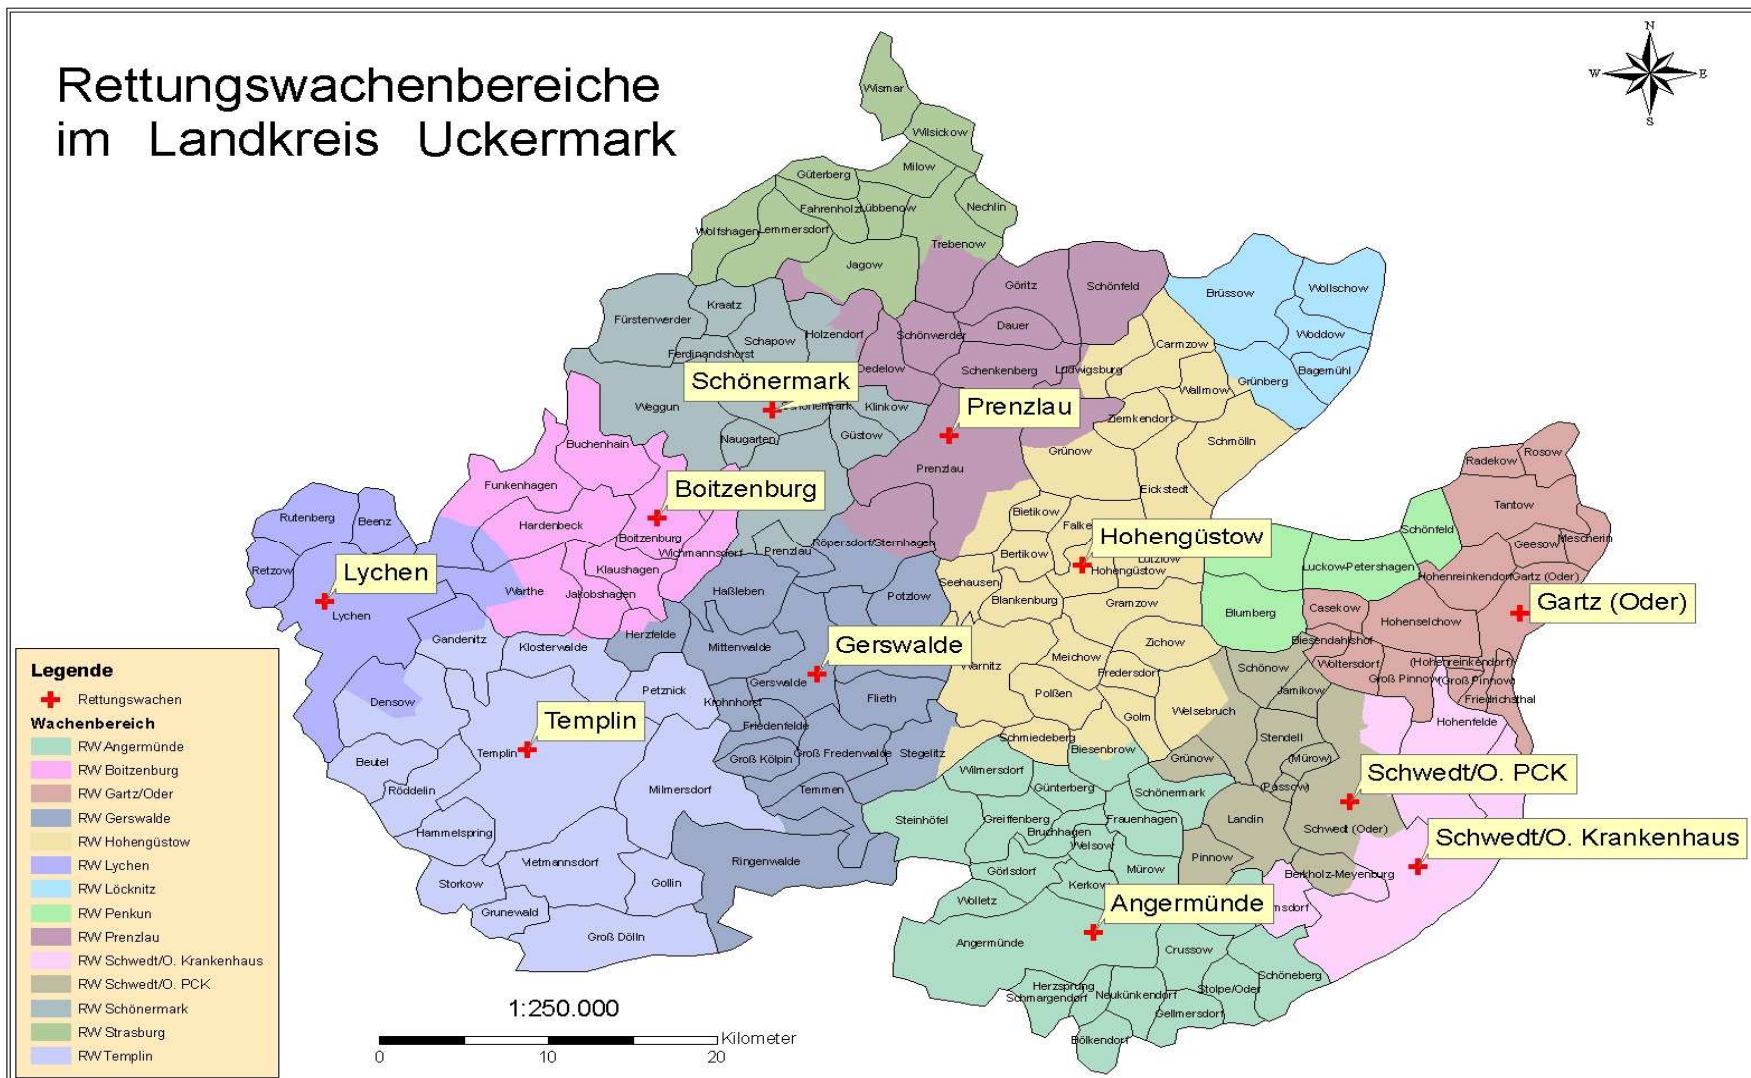 Rettungswachenbereiche
im Landkreis Uckermark
N
W E
S
Wismar
Wilsickow
Milow
Güterberg
Nechlin
Fahrenholz
Lübbenow
Wolfshagen
Lemmersdorf
Trebenow
Jagow
Göritz
Schönfeld
Brüssow
Wollschow
Kraatz
Fürstenwerder
Holzendorf
Schönwerder
Dauer
Woddow
Schapow
Carmzow
Ferdinandshorst
Dedelow
Schenkenberg
Ludwigsburg
Bagemühl
Grünberg
Schönermark
Wallmow
Weggun
Klinkow
Prenzlau
Ziemkendorf
Naugarten
Güstow
Schmölln
Buchenhain
Grünow
Radekow
Rosow
Prenzlau
Funkenhagen
Boitzenburg
Eickstedt
Tantow
Rutenberg
Beenz
Hardenbeck
Bietikow
Schönfeld
Boitzenburg
Röpersdorf/Sternhagen
Hohengüstow
Mescherin
Geesow
Wichmannsdorf
Prenzlau
Bertikow
Lützlow
Retzow
Lychen
Klaushagen
Hohengüstow
Luckow-Petershagen
Hohenreinkendorf
Gartz (Oder)
Seehausen
Warthe
Jakobshagen
Haßleben
Potzlow
Blankenburg
Gramzow
Blumberg
Casekow
Gartz (Oder)
Lychen
Hohenselchow
Gandenitz
Herzfelde
Mittenwalde
Gerswalde
Zichow
Biesendahlshof
Klosterwalde
Meichow
Warnitz
Schönow
Woltersdorf
(Hohenreinkendorf)
Fredersdorf
Groß Pinnow
(Groß Pinnow)
Gerswalde
Petznick
Polßen
Jamikow
Friedrichsthal
Densow
Krohnhorst
Flieth
Templin
Golm
Welsebruch
Hohenfelde
Friedenfelde
Schmiedeberg
Stendell
Templin
Biesenbrow
Groß Kölpin
Groß Fredenwalde
Stegelitz
Grünow
(Mürow)
Beutel
Wilmersdorf
Schwedt/O. PCK
Röddelin
Milmersdorf
Temmen
Günterberg
Schönermark
(Passow)
Steinhöfel
Greiffenberg
Frauenhagen
Landin
Schwedt (Oder)
Hammelspring
Bruchhagen
Schwedt/O. Krankenhaus
Welsow
Vietmannsdorf
Ringenwalde
Pinnow
Görlsdorf
Mürow
Berkholz-Meyenburg
Storkow
Gollin
Kerkow
Wolletz
Angermünde
Grunewald
Groß Dölln
Angermünde
Crussow
Schöneberg
Herzsprung
Schmargendorf
Neukünkendorf
Stolpe/Oder
Gellmersdorf
Bölkendorf
Legende
Rettungswachen
Wachenbereich
RW Angermünde
RW Boitzenburg
RW Gartz/Oder
RW Gerswalde
RW Hohengüstow
RW Lychen
RW Löcknitz
RW Penkun
RW Prenzlau
RW Schwedt/O. Krankenhaus
RW Schwedt/O. PCK
RW Schönermark
RW Strasburg
RW Templin
1:250.000
Kilometer
0 10 20